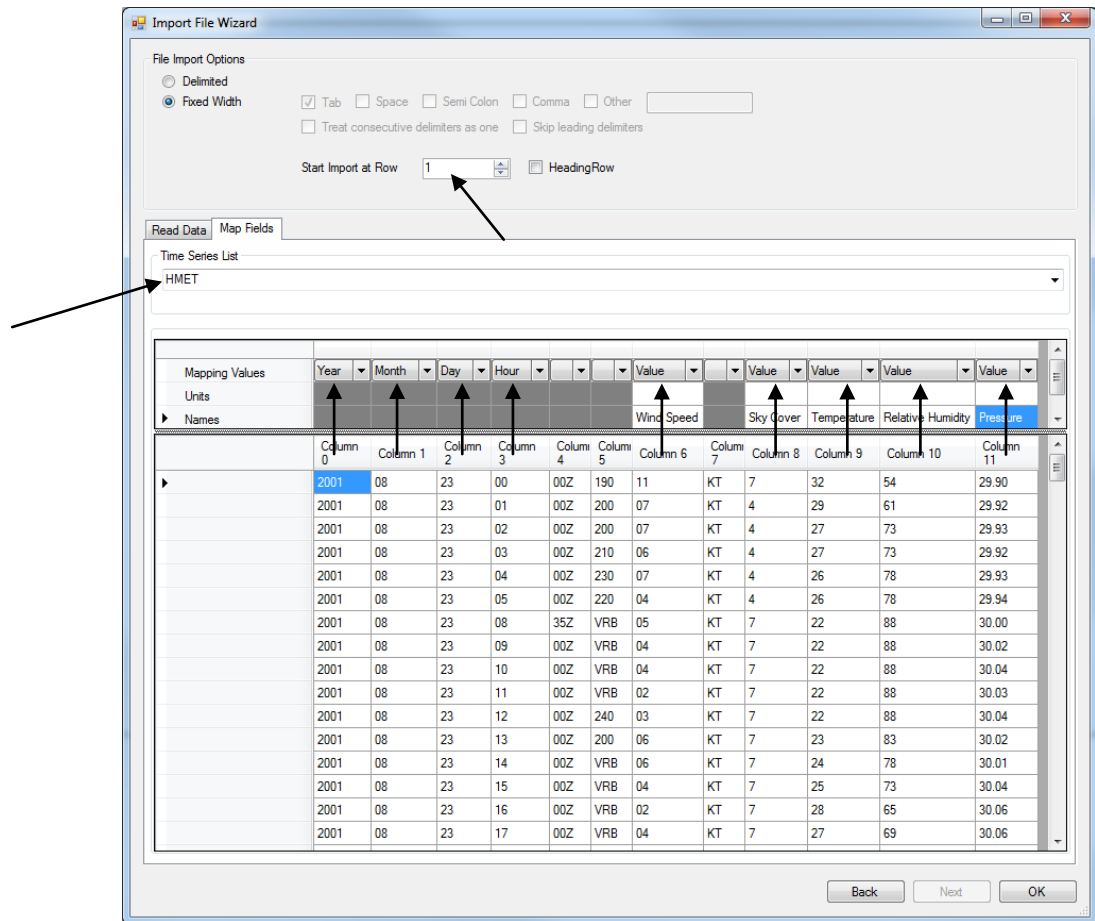 Import File Wizard
File Import Options
Delimited
Fixed Width Tab Space Semi Colon Comma Other
Treat consecutive delimiters as one Skip leading delimiters
Start Import at Row 1 HeadingRow
Read Data Map Fields
Time Series List
HMET
Mapping Values Year Month Day Hour Value Value Value Value Value
Units
Names Wind Speed Sky Cover Temperature Relative Humidity Pressure
Column 0 Column 1 Column 2 Column 3 Colum 4 Colum 5 Column 6 Colum 7 Column 8 Column 9 Column 10 Column 11
2001 08 23 00 00Z 190 11 KT 7 32 54 29.90
2001 08 23 01 00Z 200 07 KT 4 29 61 29.92
2001 08 23 02 00Z 200 07 KT 4 27 73 29.93
2001 08 23 03 00Z 210 06 KT 4 27 73 29.92
2001 08 23 04 00Z 230 07 KT 4 26 78 29.93
2001 08 23 05 00Z 220 04 KT 4 26 78 29.94
2001 08 23 08 35Z VRB 05 KT 7 22 88 30.00
2001 08 23 09 00Z VRB 04 KT 7 22 88 30.02
2001 08 23 10 00Z VRB 04 KT 7 22 88 30.04
2001 08 23 11 00Z VRB 02 KT 7 22 88 30.03
2001 08 23 12 00Z 240 03 KT 7 22 88 30.04
2001 08 23 13 00Z 200 06 KT 7 23 83 30.02
2001 08 23 14 00Z VRB 06 KT 7 24 78 30.01
2001 08 23 15 00Z VRB 04 KT 7 25 73 30.04
2001 08 23 16 00Z VRB 02 KT 7 28 65 30.06
2001 08 23 17 00Z VRB 04 KT 7 27 69 30.06
Back Next OK